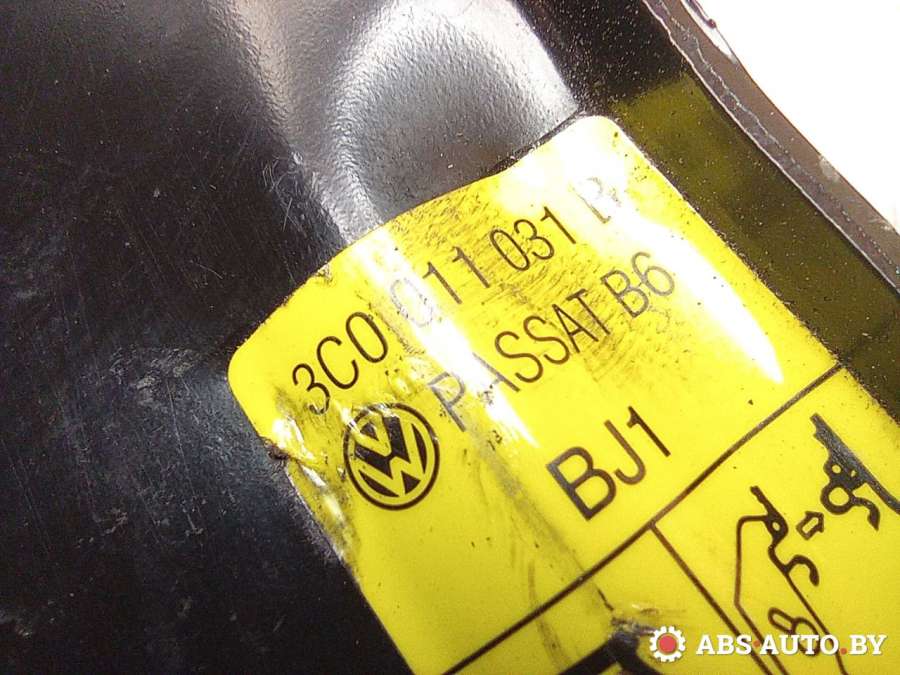 3C0 011 031 B
PASSAT B6
BJ1
ABS-AUTO.BY